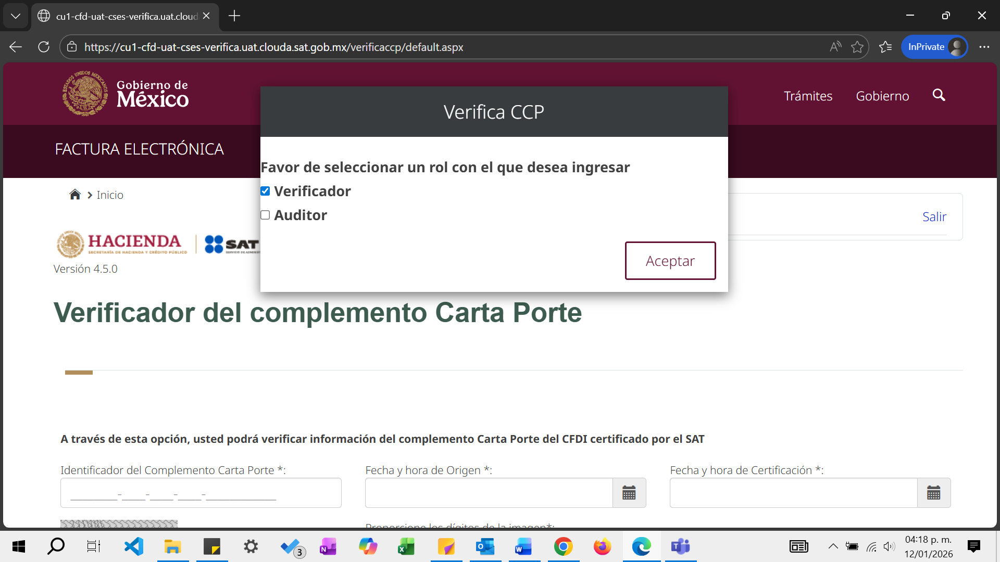 cu1-cfd-uat-cses-verifica.uat.cloud
https://cu1-cfd-uat-cses-verifica.uat.clouda.sat.gob.mx/verificaccp/default.aspx
InPrivate
ESTADOS UNIDOS MEXICANOS
Gobierno de
México
Trámites
Gobierno
Verifica CCP
FACTURA ELECTRÓNICA
Favor de seleccionar un rol con el que desea ingresar
Verificador
Auditor
Aceptar
Inicio
Salir
HACIENDA
SECRETARÍA DE HACIENDA Y CRÉDITO PÚBLICO
SAT
Versión 4.5.0
Verificador del complemento Carta Porte
A través de esta opción, usted podrá verificar información del complemento Carta Porte del CFDI certificado por el SAT
Identificador del Complemento Carta Porte *:
Fecha y hora de Origen *:
Fecha y hora de Certificación *:
________-____-____-____-____________
Proporcione los dígitos de la imagen*:
3
04:18 p. m.
12/01/2026